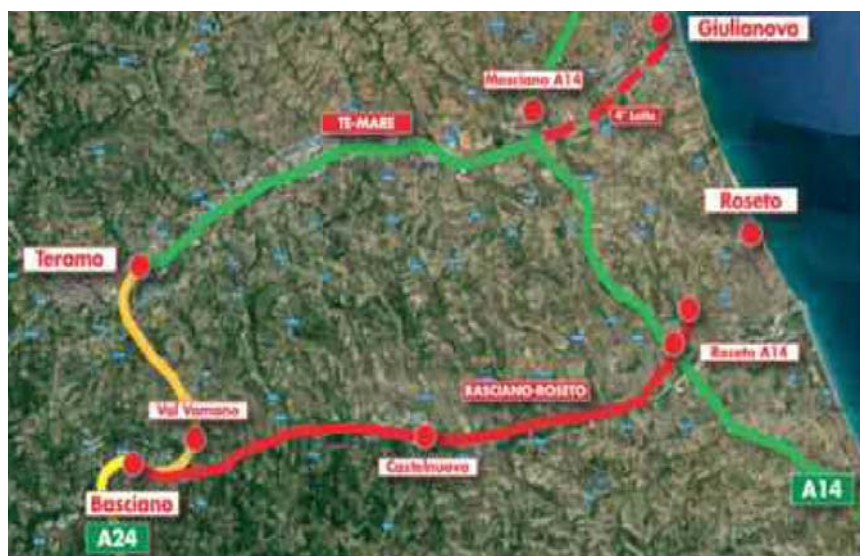 Giulianova
Mosciano A14
4° Lotto
TE-MARE
Roseto
Teramo
Roseto A14
BASCIANO-ROSETO
Val Vomano
Castelnuovo
Basciano
A14
A24